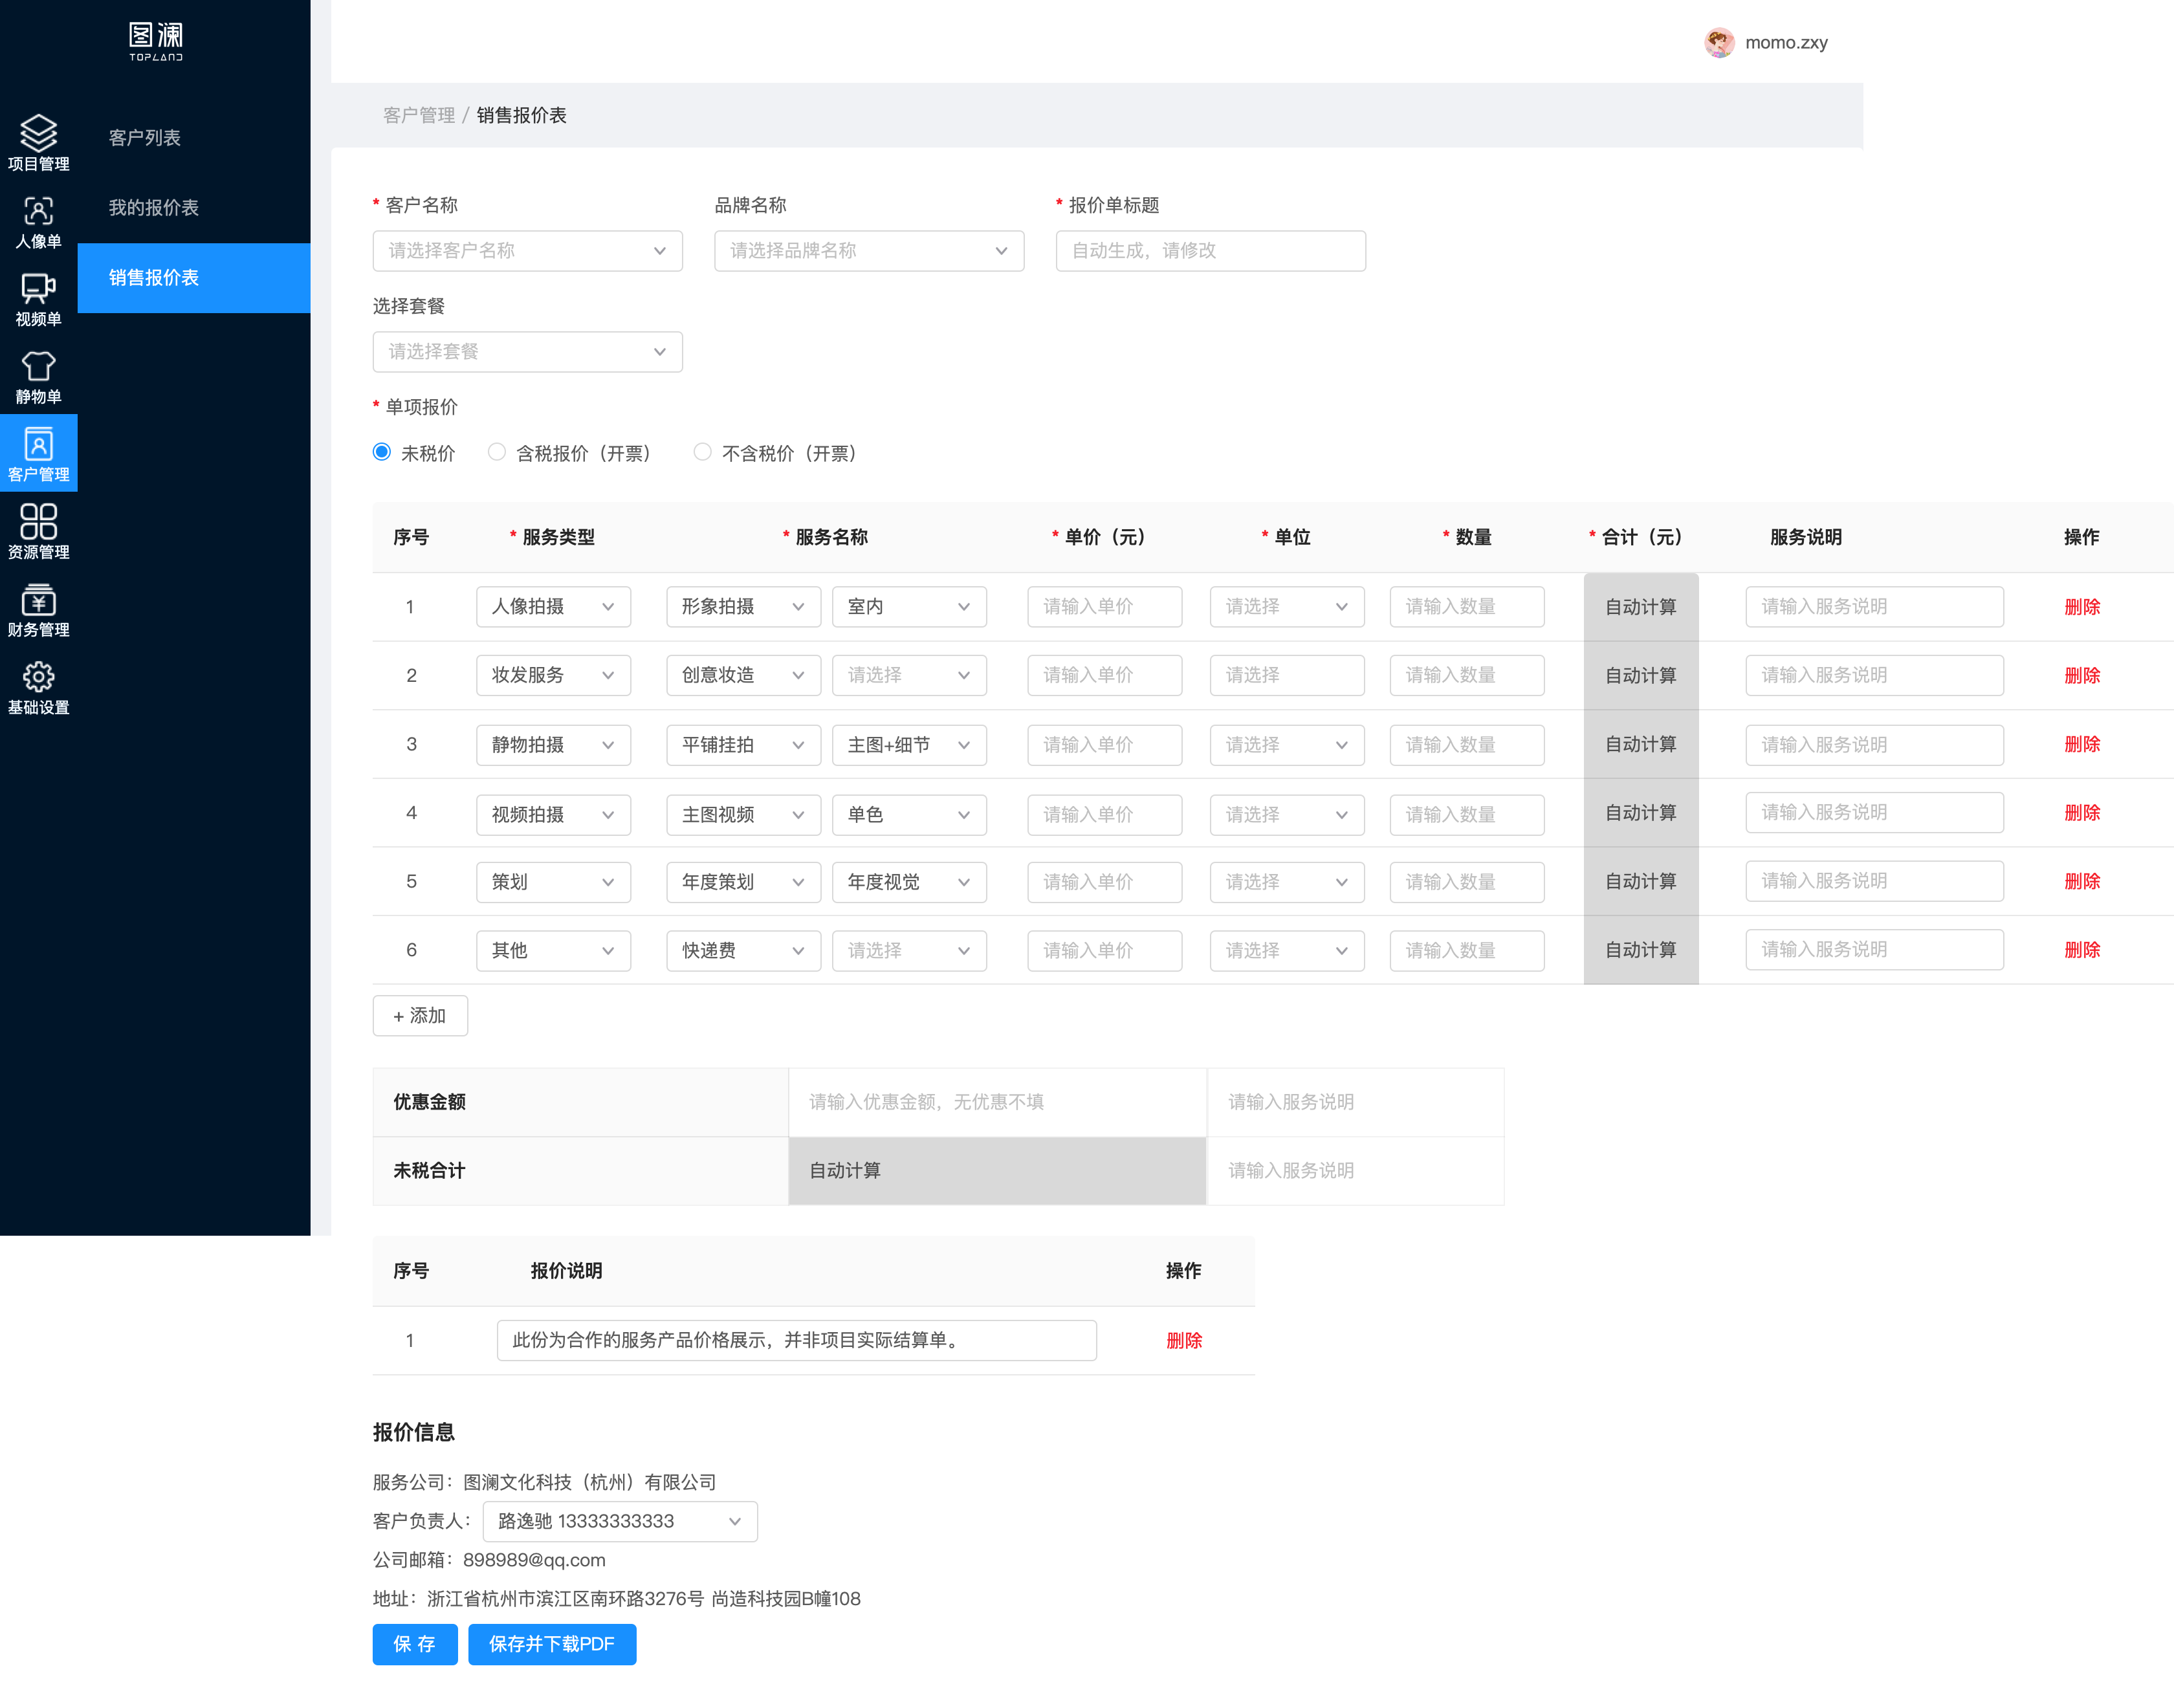 图澜
TOPLAND
momo.zxy
项目管理
人像单
视频单
静物单
客户管理
资源管理
财务管理
基础设置
客户列表
我的报价表
销售报价表
客户管理 / 销售报价表
* 客户名称 品牌名称 * 报价单标题
请选择客户名称 请选择品牌名称 自动生成，请修改
选择套餐
请选择套餐
* 单项报价
未税价 含税报价（开票） 不含税价（开票）
序号 * 服务类型 * 服务名称 * 单价（元） * 单位 * 数量 * 合计（元） 服务说明 操作
1 人像拍摄 形象拍摄 室内 请输入单价 请选择 请输入数量 自动计算 请输入服务说明 删除
2 妆发服务 创意妆造 请选择 请输入单价 请选择 请输入数量 自动计算 请输入服务说明 删除
3 静物拍摄 平铺挂拍 主图+细节 请输入单价 请选择 请输入数量 自动计算 请输入服务说明 删除
4 视频拍摄 主图视频 单色 请输入单价 请选择 请输入数量 自动计算 请输入服务说明 删除
5 策划 年度策划 年度视觉 请输入单价 请选择 请输入数量 自动计算 请输入服务说明 删除
6 其他 快递费 请选择 请输入单价 请选择 请输入数量 自动计算 请输入服务说明 删除
+ 添加
优惠金额 请输入优惠金额，无优惠不填 请输入服务说明
未税合计 自动计算 请输入服务说明
序号 报价说明 操作
1 此份为合作的服务产品价格展示，并非项目实际结算单。 删除
报价信息
服务公司：图澜文化科技（杭州）有限公司
客户负责人： 路逸驰 13333333333
公司邮箱：898989@qq.com
地址：浙江省杭州市滨江区南环路3276号 尚造科技园B幢108
保 存 保存并下载PDF